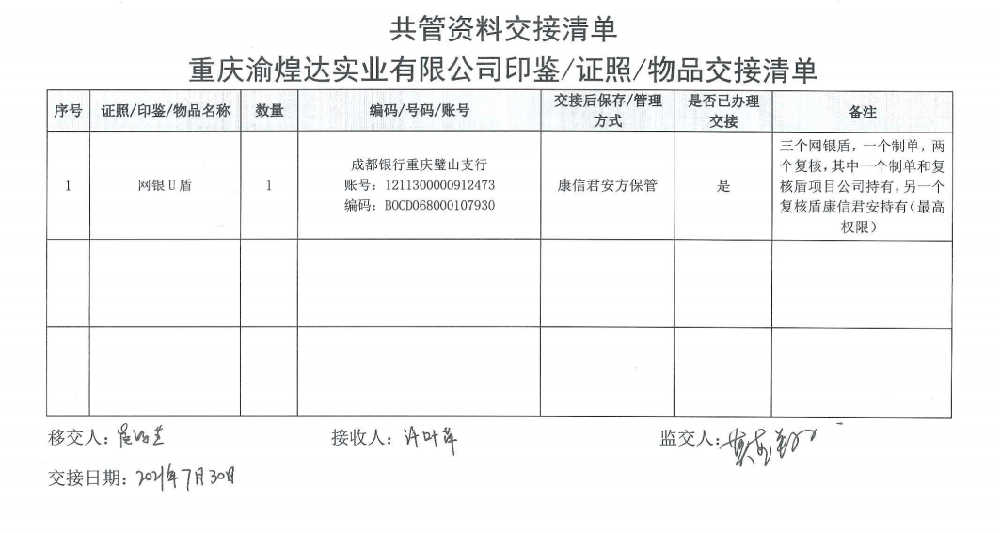 共管资料交接清单
重庆渝煌达实业有限公司印鉴/证照/物品交接清单
序号 证照/印鉴/物品名称 数量 编码/号码/账号 交接后保存/管理方式 是否已办理交接 备注
1 网银U盾 1
成都银行重庆璧山支行
账号：1211300000912473
编码：BOCD068000107930
康信君安方保管
是
三个网银盾，一个制单，两
个复核，其中一个制单和复
核盾项目公司持有，另一个
复核盾康信君安持有（最高
权限）
移交人： 接收人：许叶萍 监交人：
交接日期：2021年7月30日